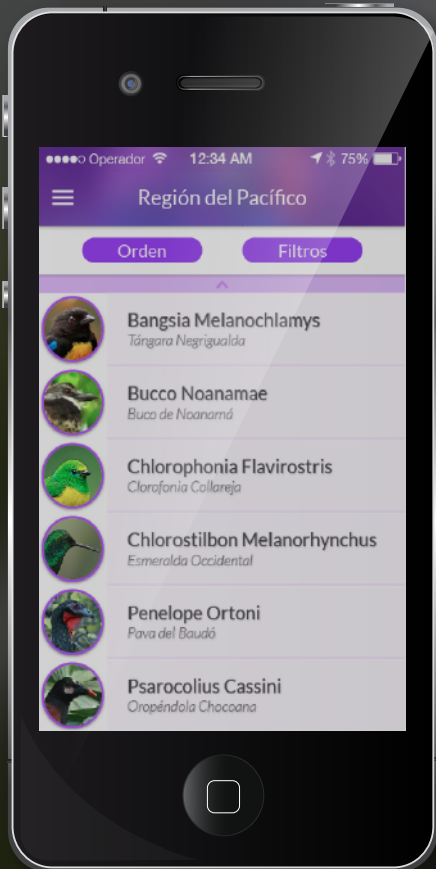 Operador 12:34 AM 75%
Región del Pacífico
Orden Filtros
Bangsia Melanochlamys
Tángara Negrigualda
Bucco Noanamae
Buco de Noanamá
Chlorophonia Flavirostris
Clorofonia Collareja
Chlorostilbon Melanorhynchus
Esmeralda Occidental
Penelope Ortoni
Pava del Baudó
Psarocolius Cassini
Oropéndola Chocoana